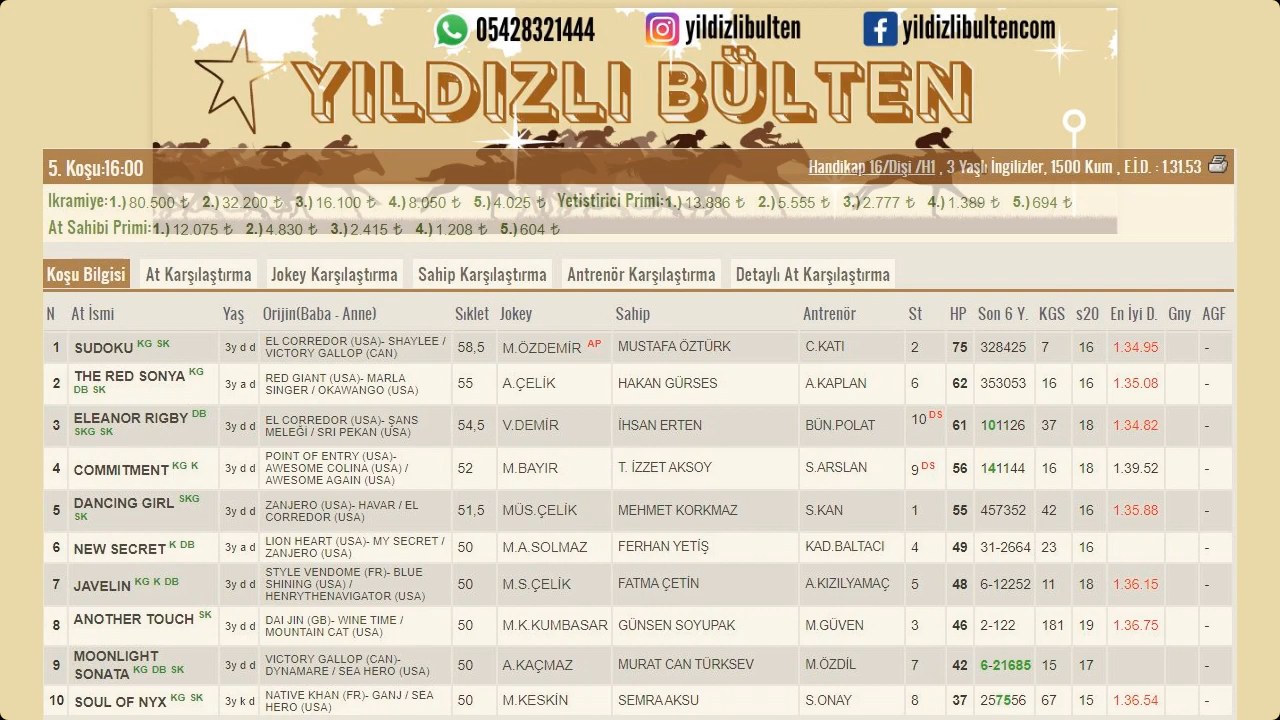 05428321444 yildizlibulten yildizlibultencom
YILDIZLI BÜLTEN
5. Koşu:16:00 Handikap 16/Dişi /H1 , 3 Yaşlı İngilizler, 1500 Kum , E.İ.D. : 1.31.53
Ikramiye:1.) 80.500 ₺ 2.) 32.200 ₺ 3.) 16.100 ₺ 4.) 8.050 ₺ 5.) 4.025 ₺ Yetistirici Primi:1.) 13.886 ₺ 2.) 5.555 ₺ 3.) 2.777 ₺ 4.) 1.389 ₺ 5.) 694 ₺
At Sahibi Primi:1.) 12.075 ₺ 2.) 4.830 ₺ 3.) 2.415 ₺ 4.) 1.208 ₺ 5.) 604 ₺
Koşu Bilgisi At Karşılaştırma Jokey Karşılaştırma Sahip Karşılaştırma Antrenör Karşılaştırma Detaylı At Karşılaştırma
N At İsmi Yaş Orijin(Baba - Anne) Sıklet Jokey Sahip Antrenör St HP Son 6 Y. KGS s20 En İyi D. Gny AGF
1 SUDOKU KG SK 3y d d EL CORREDOR (USA)- SHAYLEE / VICTORY GALLOP (CAN) 58,5 M.ÖZDEMİR AP MUSTAFA ÖZTÜRK C.KATI 2 75 328425 7 16 1.34.95 -
2 THE RED SONYA KG DB SK 3y a d RED GIANT (USA)- MARLA SINGER / OKAWANGO (USA) 55 A.ÇELİK HAKAN GÜRSES A.KAPLAN 6 62 353053 16 16 1.35.08 -
3 ELEANOR RIGBY DB SKG SK 3y d d EL CORREDOR (USA)- ŞANS MELEĞİ / SRI PEKAN (USA) 54,5 V.DEMİR İHSAN ERTEN BÜN.POLAT 10 DS 61 101126 37 18 1.34.82 -
4 COMMITMENT KG K 3y d d POINT OF ENTRY (USA)- AWESOME COLINA (USA) / AWESOME AGAIN (USA) 52 M.BAYIR T. İZZET AKSOY S.ARSLAN 9 DS 56 141144 16 18 1.39.52 -
5 DANCING GIRL SKG SK 3y d d ZANJERO (USA)- HAVAR / EL CORREDOR (USA) 51,5 MÜS.ÇELİK MEHMET KORKMAZ S.KAN 1 55 457352 42 16 1.35.88 -
6 NEW SECRET K DB 3y a d LION HEART (USA)- MY SECRET / ZANJERO (USA) 50 M.A.SOLMAZ FERHAN YETİŞ KAD.BALTACI 4 49 31-2664 23 16 -
7 JAVELIN KG K DB 3y d d STYLE VENDOME (FR)- BLUE SHINING (USA) / HENRYTHENAVIGATOR (USA) 50 M.S.ÇELİK FATMA ÇETİN A.KIZILYAMAÇ 5 48 6-12252 11 18 1.36.15 -
8 ANOTHER TOUCH SK 3y d d DAI JIN (GB)- WINE TIME / MOUNTAIN CAT (USA) 50 M.K.KUMBASAR GÜNSEN SOYUPAK M.GÜVEN 3 46 2-122 181 19 1.36.75 -
9 MOONLIGHT SONATA KG DB SK 3y d d VICTORY GALLOP (CAN)- DYNAMARE / SEA HERO (USA) 50 A.KAÇMAZ MURAT CAN TÜRKSEV M.ÖZDİL 7 42 6-21685 15 17 -
10 SOUL OF NYX KG SK 3y k d NATIVE KHAN (FR)- GANJ / SEA HERO (USA) 50 M.KESKİN SEMRA AKSU S.ONAY 8 37 257556 67 15 1.36.54 -